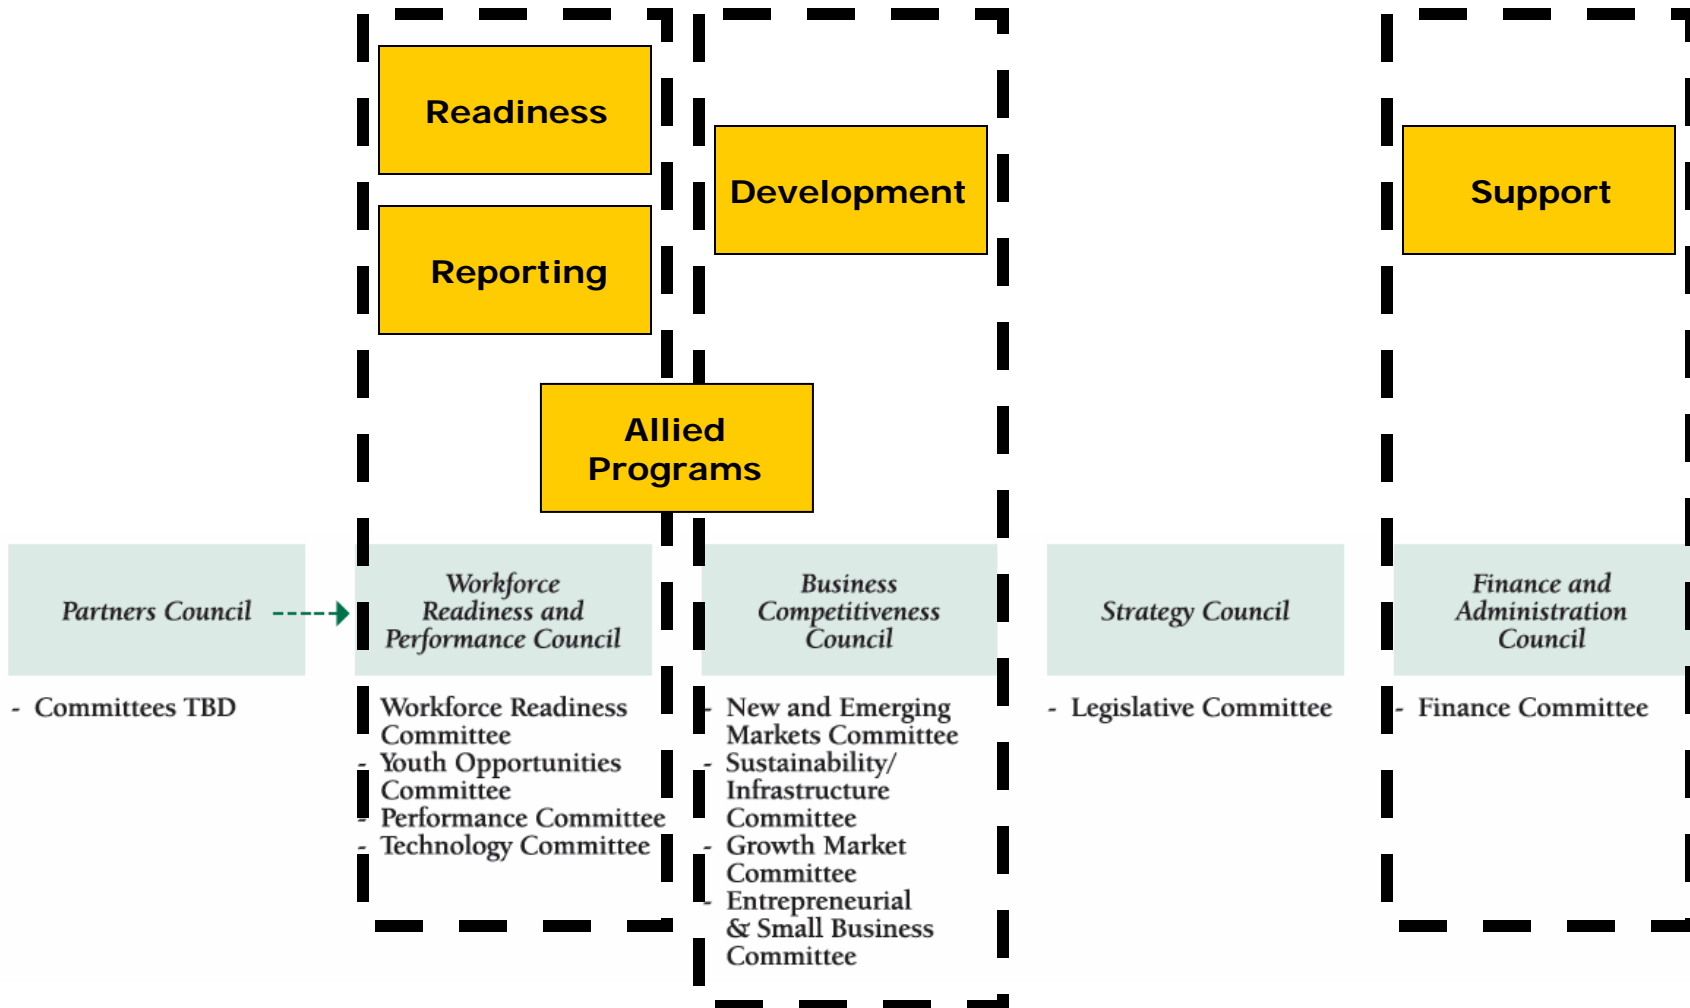 Readiness
Reporting
Development
Support
Allied
Programs
Partners Council
- Committees TBD
Workforce
Readiness and
Performance Council
Workforce Readiness
Committee
- Youth Opportunities
Committee
- Performance Committee
- Technology Committee
Business
Competitiveness
Council
- New and Emerging
Markets Committee
- Sustainability/
Infrastructure
Committee
- Growth Market
Committee
- Entrepreneurial
& Small Business
Committee
Strategy Council
- Legislative Committee
Finance and
Administration
Council
- Finance Committee